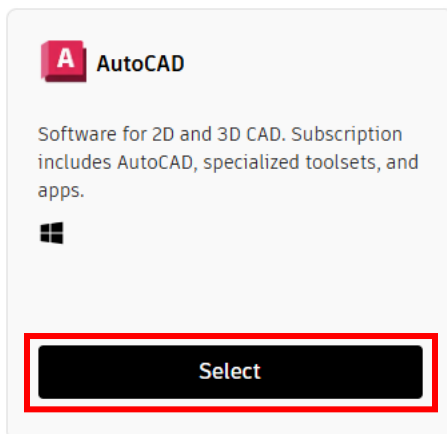 A AutoCAD
Software for 2D and 3D CAD. Subscription
includes AutoCAD, specialized toolsets, and
apps.
Select